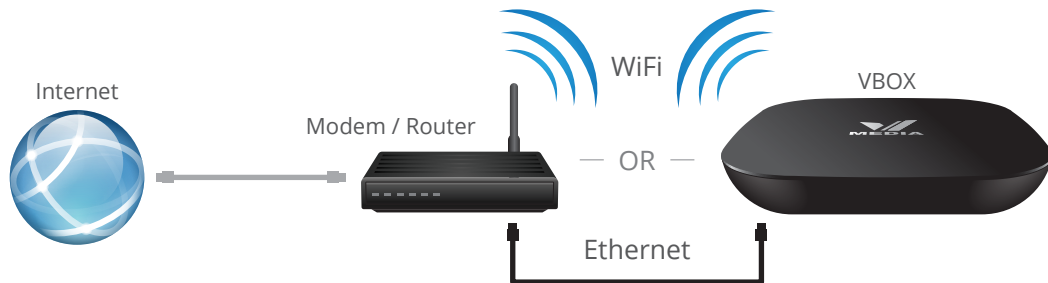 WiFi
Internet
VBOX
Modem / Router
MEDIA
— OR —
Ethernet